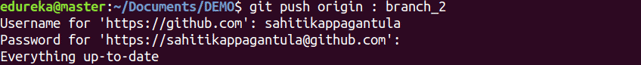 edureka@master:~/Documents/DEMO$ git push origin : branch_2
Username for 'https://github.com': sahitikappagantula
Password for 'https://sahitikappagantula@github.com':
Everything up-to-date